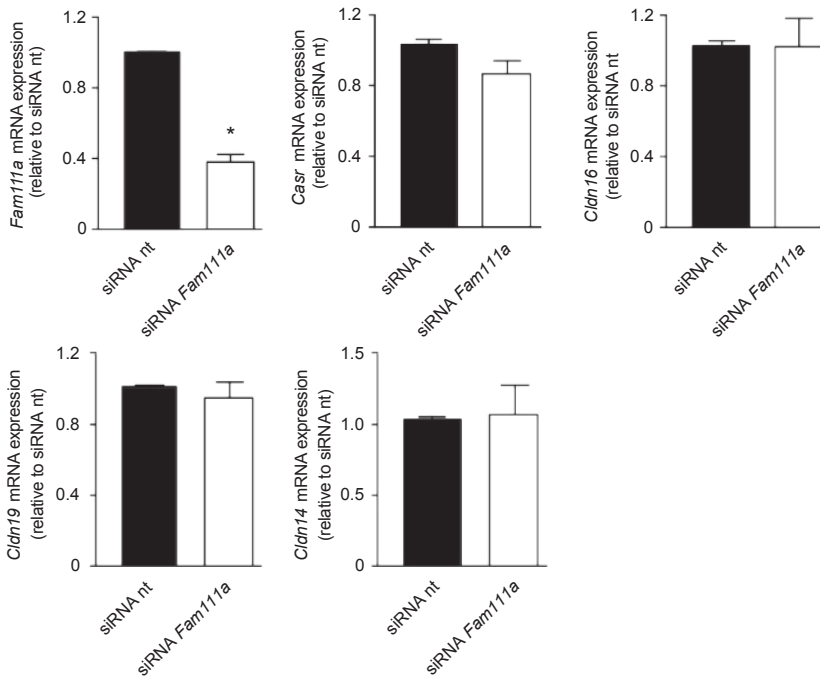 Fam111a mRNA expression
(relative to siRNA nt)
1.2
0.8
0.4
0
*
siRNA nt
siRNA Fam111a
Casr mRNA expression
(relative to siRNA nt)
1.2
0.8
0.4
0
siRNA nt
siRNA Fam111a
Cldn16 mRNA expression
(relative to siRNA nt)
1.2
0.8
0.4
0
siRNA nt
siRNA Fam111a
Cldn19 mRNA expression
(relative to siRNA nt)
1.2
0.8
0.4
0
siRNA nt
siRNA Fam111a
Cldn14 mRNA expression
(relative to siRNA nt)
1.5
1.0
0.5
0
siRNA nt
siRNA Fam111a